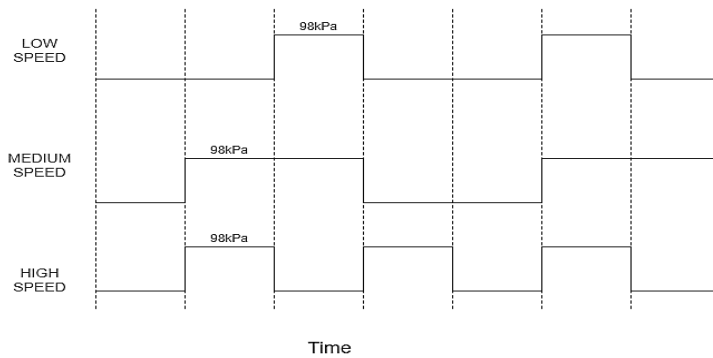 98kPa
LOW
SPEED
98kPa
MEDIUM
SPEED
98kPa
HIGH
SPEED
Time